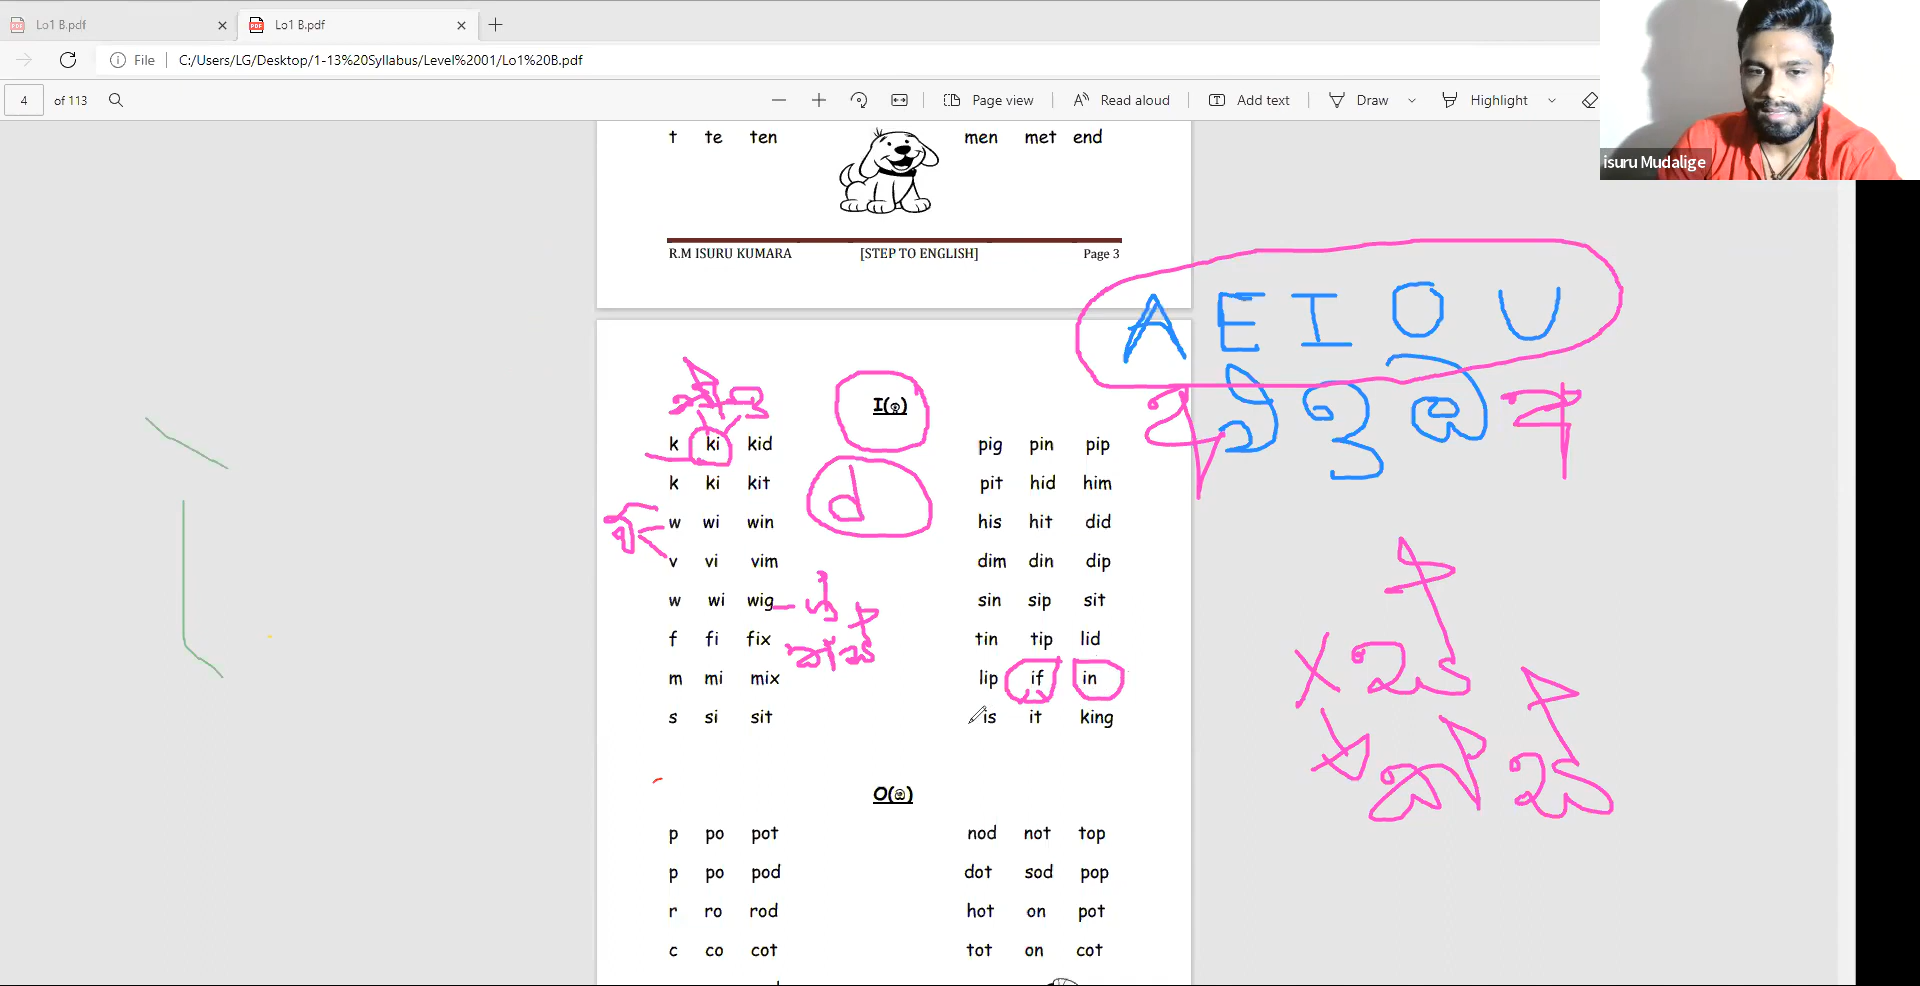 Lo1 B.pdf
Lo1 B.pdf
File C:/Users/LG/Desktop/1-13%20Syllabus/Level%2001/Lo1%20B.pdf
4 of 113 Page view Read aloud Add text Draw Highlight
isuru Mudalige
t te ten men met end
R.M ISURU KUMARA [STEP TO ENGLISH] Page 3
A E I O U
I(ඉ)
k ki kid pig pin pip
d
k ki kit pit hid him
w wi win his hit did
v vi vim dim din dip
w wi wig sin sip sit
f fi fix tin tip lid
m mi mix lip if in
s si sit is it king
O(ඔ)
p po pot nod not top
p po pod dot sod pop
r ro rod hot on pot
c co cot tot on cot